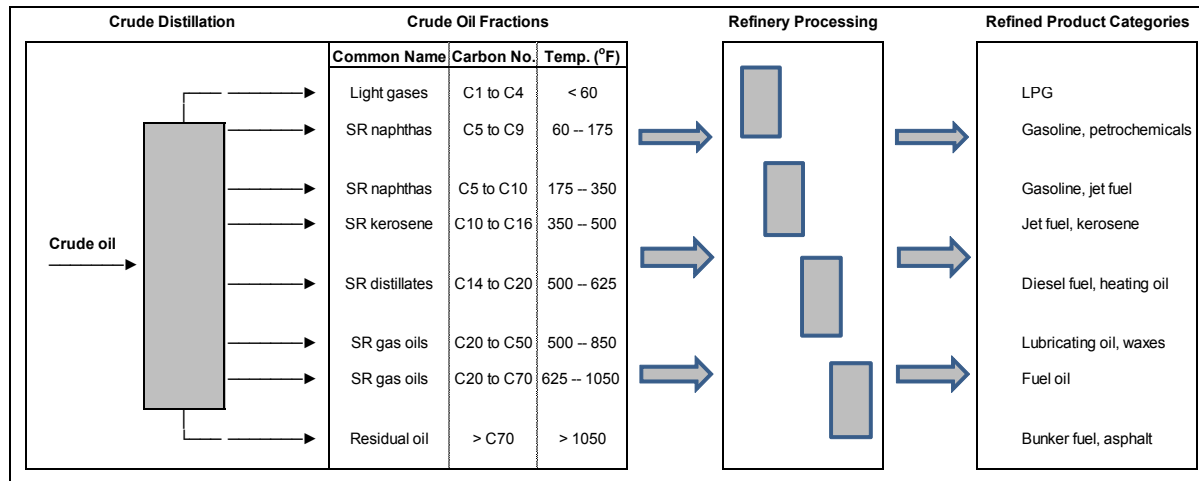 Crude Distillation Crude Oil Fractions Refinery Processing Refined Product Categories
Common Name Carbon No. Temp. (°F)
Light gases C1 to C4 < 60 LPG
SR naphthas C5 to C9 60 -- 175 Gasoline, petrochemicals
SR naphthas C5 to C10 175 -- 350 Gasoline, jet fuel
SR kerosene C10 to C16 350 -- 500 Jet fuel, kerosene
Crude oil
SR distillates C14 to C20 500 -- 625 Diesel fuel, heating oil
SR gas oils C20 to C50 500 -- 850 Lubricating oil, waxes
SR gas oils C20 to C70 625 -- 1050 Fuel oil
Residual oil > C70 > 1050 Bunker fuel, asphalt